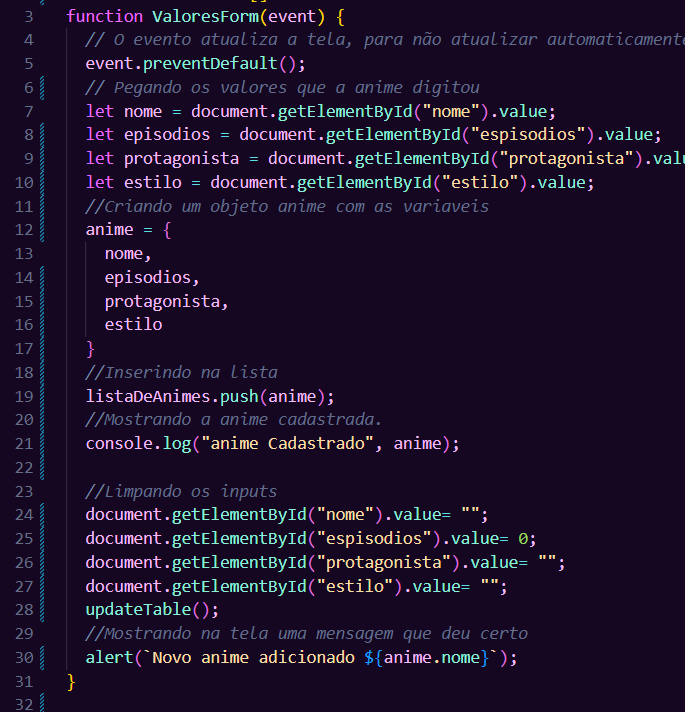 3 function ValoresForm(event) {
4 // O evento atualiza a tela, para não atualizar automaticament
5 event.preventDefault();
6 // Pegando os valores que a anime digitou
7 let nome = document.getElementById("nome").value;
8 let episodios = document.getElementById("espisodios").value;
9 let protagonista = document.getElementById("protagonista").val
10 let estilo = document.getElementById("estilo").value;
11 //Criando um objeto anime com as variaveis
12 anime = {
13 nome,
14 episodios,
15 protagonista,
16 estilo
17 }
18 //Inserindo na lista
19 listaDeAnimes.push(anime);
20 //Mostrando a anime cadastrada.
21 console.log("anime Cadastrado", anime);
22
23 //Limpando os inputs
24 document.getElementById("nome").value= "";
25 document.getElementById("espisodios").value= 0;
26 document.getElementById("protagonista").value= "";
27 document.getElementById("estilo").value= "";
28 updateTable();
29 //Mostrando na tela uma mensagem que deu certo
30 alert(`Novo anime adicionado ${anime.nome}`);
31 }
32